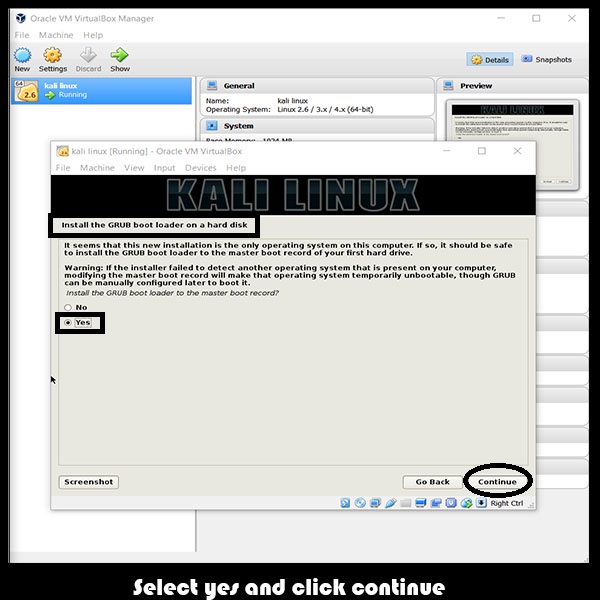 Oracle VM VirtualBox Manager
File Machine Help
New Settings Discard Show
Details Snapshots
64
2.6
kali linux
Running
General
Name: kali linux
Operating System: Linux 2.6 / 3.x / 4.x (64-bit)
System
Preview
kali linux [Running] - Oracle VM VirtualBox
File Machine View Input Devices Help
KALI LINUX
Install the GRUB boot loader on a hard disk
It seems that this new installation is the only operating system on this computer. If so, it should be safe
to install the GRUB boot loader to the master boot record of your first hard drive.
Warning: If the installer failed to detect another operating system that is present on your computer,
modifying the master boot record will make that operating system temporarily unbootable, though GRUB
can be manually configured later to boot it.
Install the GRUB boot loader to the master boot record?
No
Yes
Screenshot Go Back Continue
Right Ctrl
Select yes and click continue